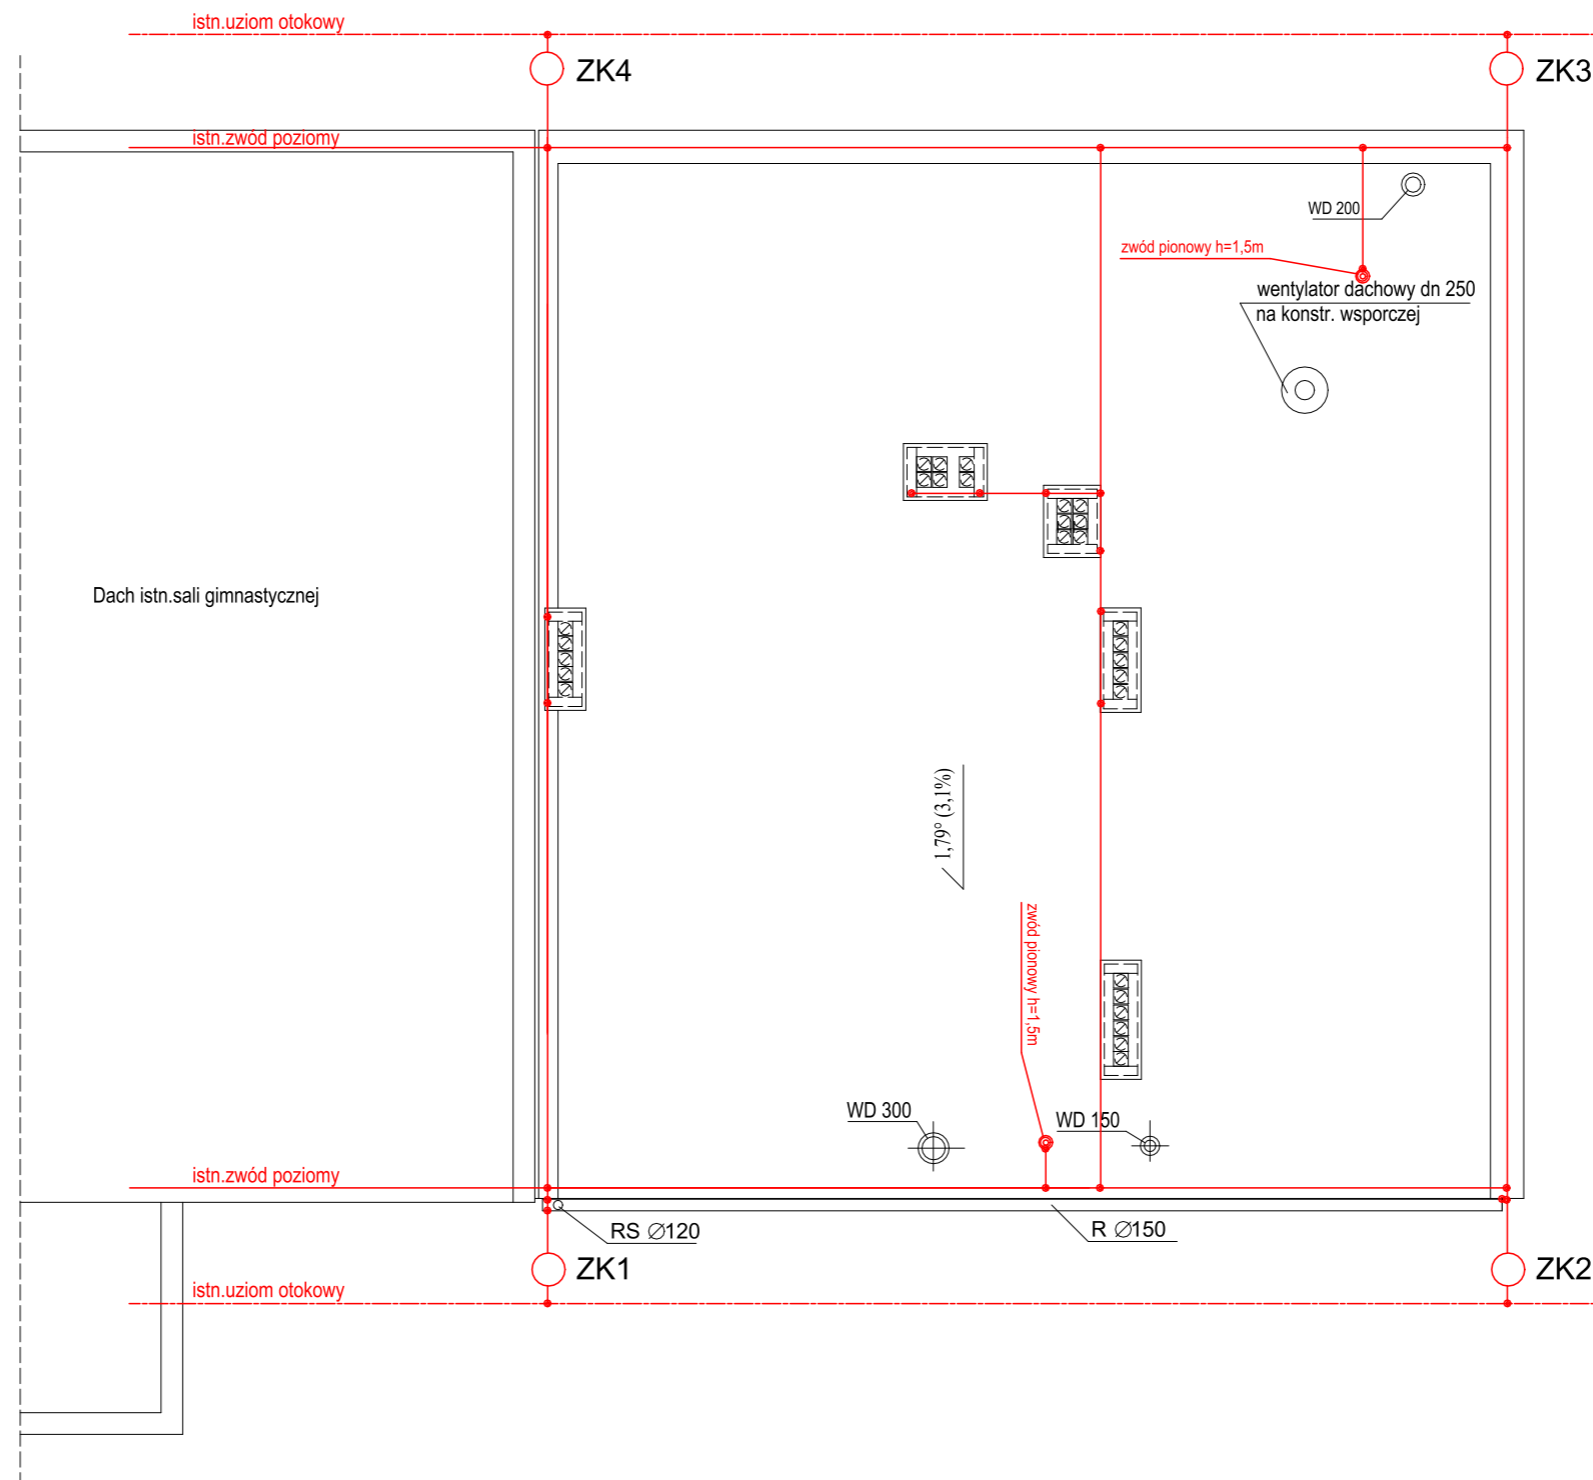 istn.uziom otokowy
ZK4
ZK3
istn.zwód poziomy
WD 200
zwód pionowy h=1,5m
wentylator dachowy dn 250
na konstr. wsporczej
Dach istn.sali gimnastycznej
1,79° (3,1%)
zwód pionowy h=1,5m
WD 300
WD 150
istn.zwód poziomy
RS Ø120
R Ø150
ZK1
ZK2
istn.uziom otokowy